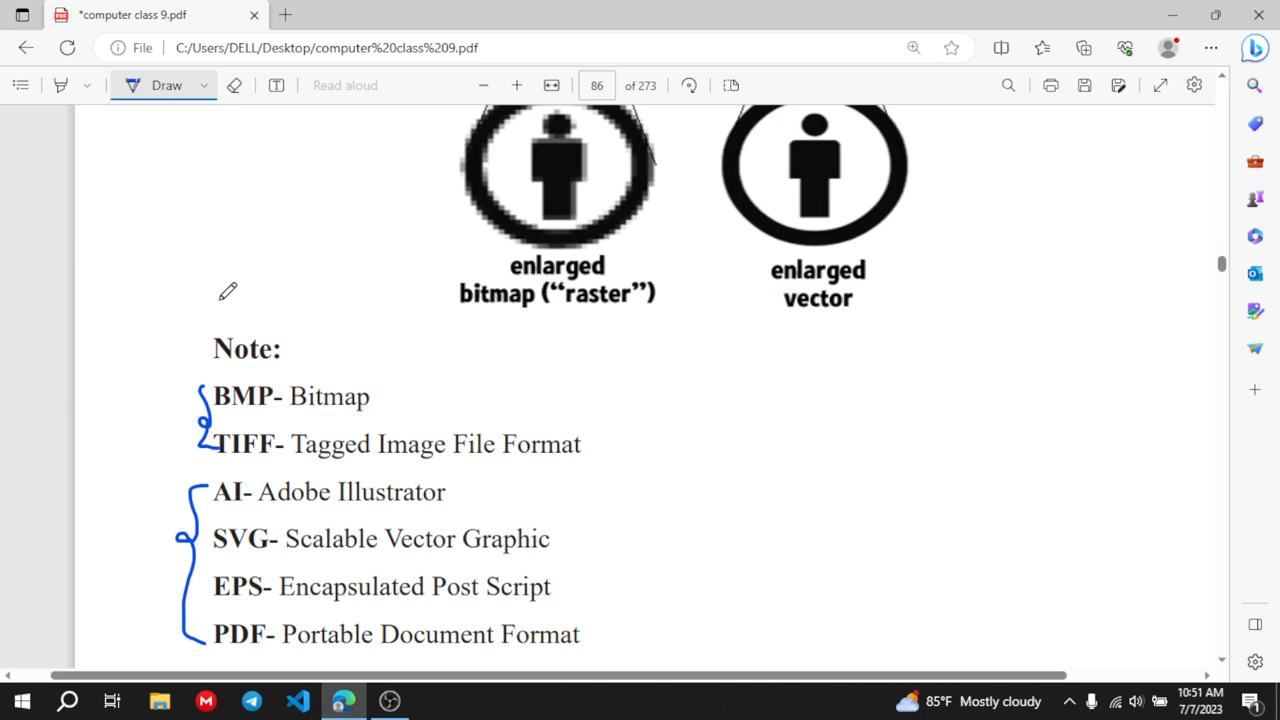 *computer class 9.pdf
File
C:/Users/DELL/Desktop/computer%20class%209.pdf
Draw
Read aloud
86
of 273
enlarged
bitmap (“raster”)
enlarged
vector
Note:
BMP- Bitmap
TIFF- Tagged Image File Format
AI- Adobe Illustrator
SVG- Scalable Vector Graphic
EPS- Encapsulated Post Script
PDF- Portable Document Format
85°F Mostly cloudy
10:51 AM
7/7/2023